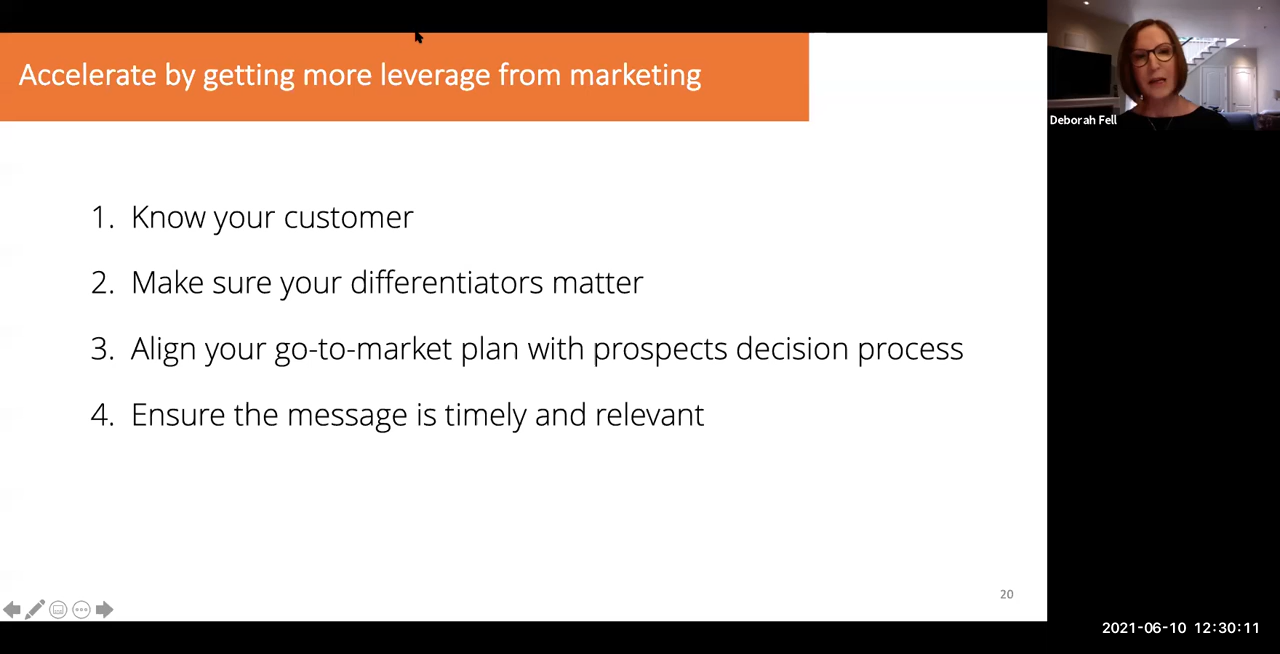 Accelerate by getting more leverage from marketing
Deborah Fell
1. Know your customer
2. Make sure your differentiators matter
3. Align your go-to-market plan with prospects decision process
4. Ensure the message is timely and relevant
20
2021-06-10 12:30:11